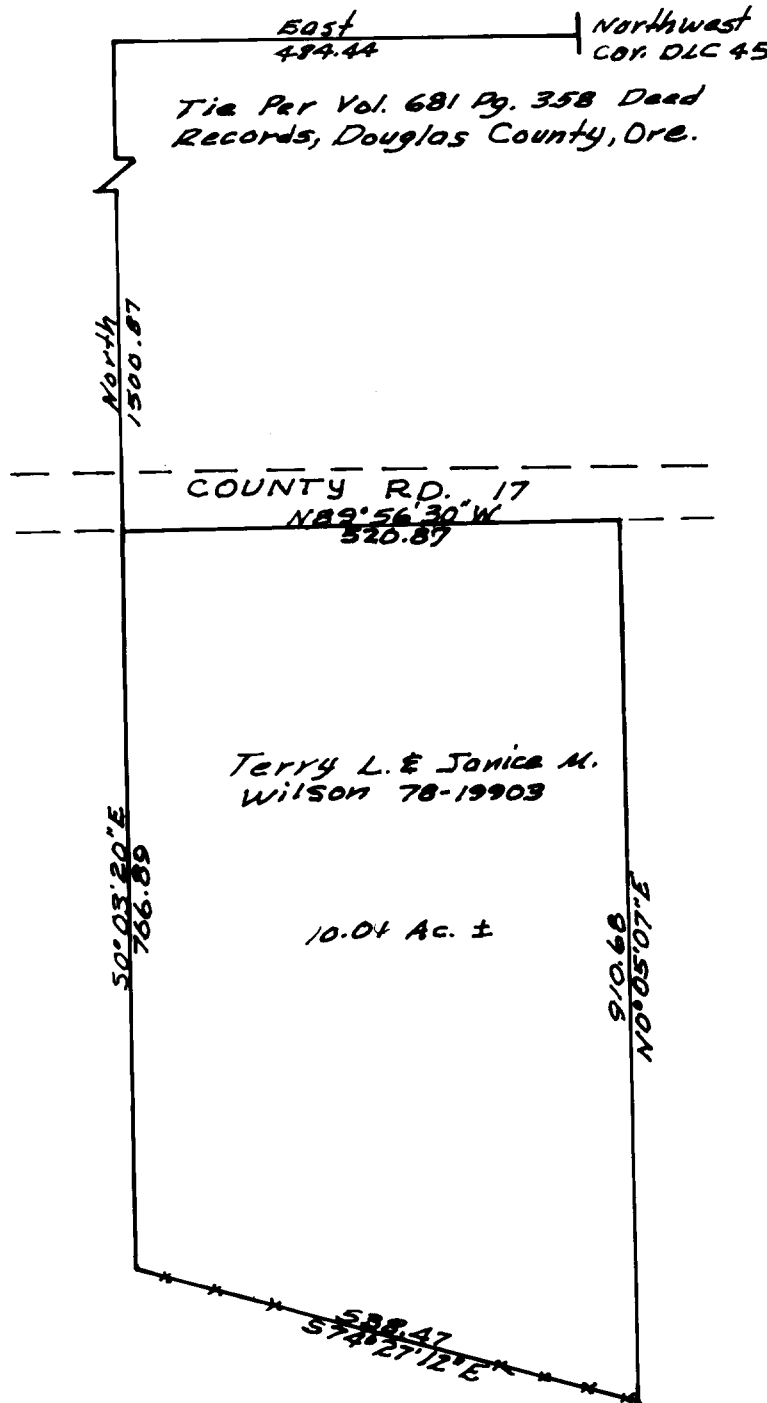 East
484.44
Northwest
Cor. DLC 45
Tie Per Vol. 681 Pg. 358 Deed
Records, Douglas County, Ore.
North
1500.87
COUNTY RD. 17
N89°56'30"W
520.87
Terry L. & Janice M.
Wilson 78-19903
S0°03'20"E
766.89
10.0+ Ac. ±
910.68
N0°05'07"E
538.47
S74°27'12"E